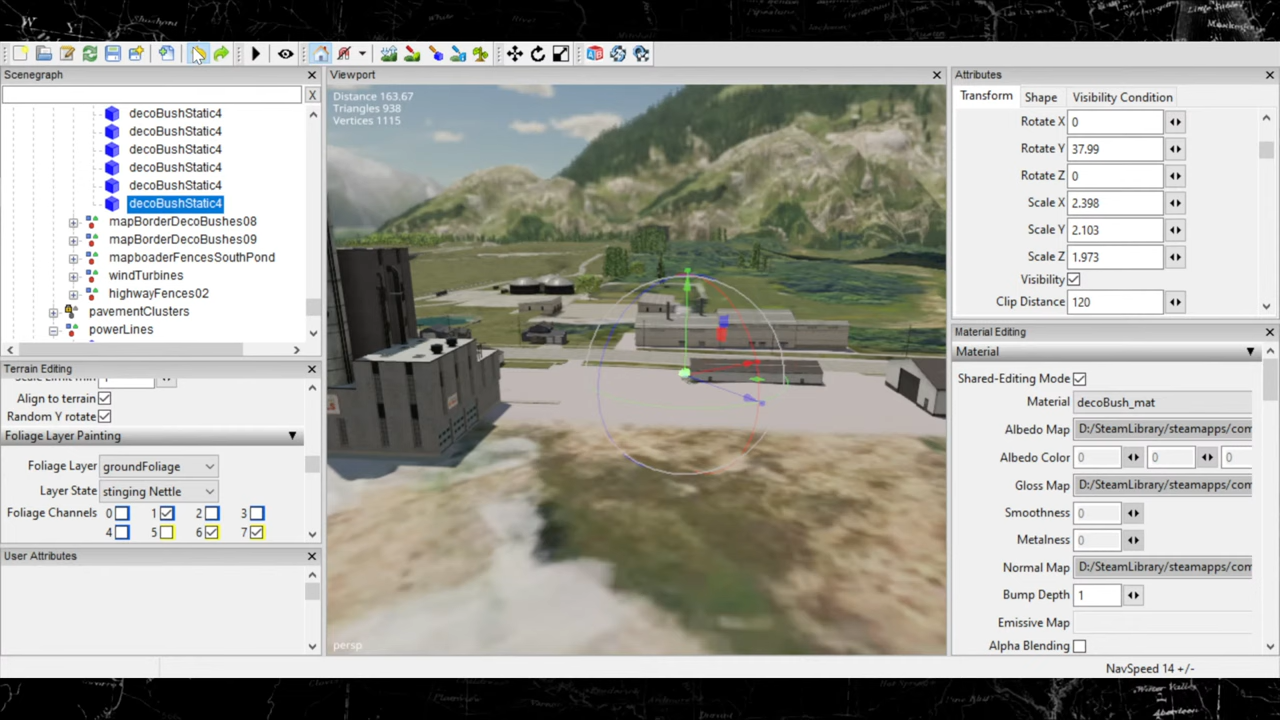 Scenegraph
X
decoBushStatic4
decoBushStatic4
decoBushStatic4
decoBushStatic4
decoBushStatic4
decoBushStatic4
mapBorderDecoBushes08
mapBorderDecoBushes09
mapboaderFencesSouthPond
windTurbines
highwayFences02
pavementClusters
powerLines
Terrain Editing
Align to terrain
Random Y rotate
Foliage Layer Painting
Foliage Layer groundFoliage
Layer State stinging Nettle
Foliage Channels 0 1 2 3
4 5 6 7
User Attributes
Viewport
Distance 163.67
Triangles 938
Vertices 1115
persp
Attributes
Transform Shape Visibility Condition
Rotate X 0
Rotate Y 37.99
Rotate Z 0
Scale X 2.398
Scale Y 2.103
Scale Z 1.973
Visibility
Clip Distance 120
Material Editing
Material
Shared-Editing Mode
Material decoBush_mat
Albedo Map D:/SteamLibrary/steamapps/com
Albedo Color 0 0 0
Gloss Map D:/SteamLibrary/steamapps/com
Smoothness 0
Metalness 0
Normal Map D:/SteamLibrary/steamapps/com
Bump Depth 1
Emissive Map
Alpha Blending
NavSpeed 14 +/-